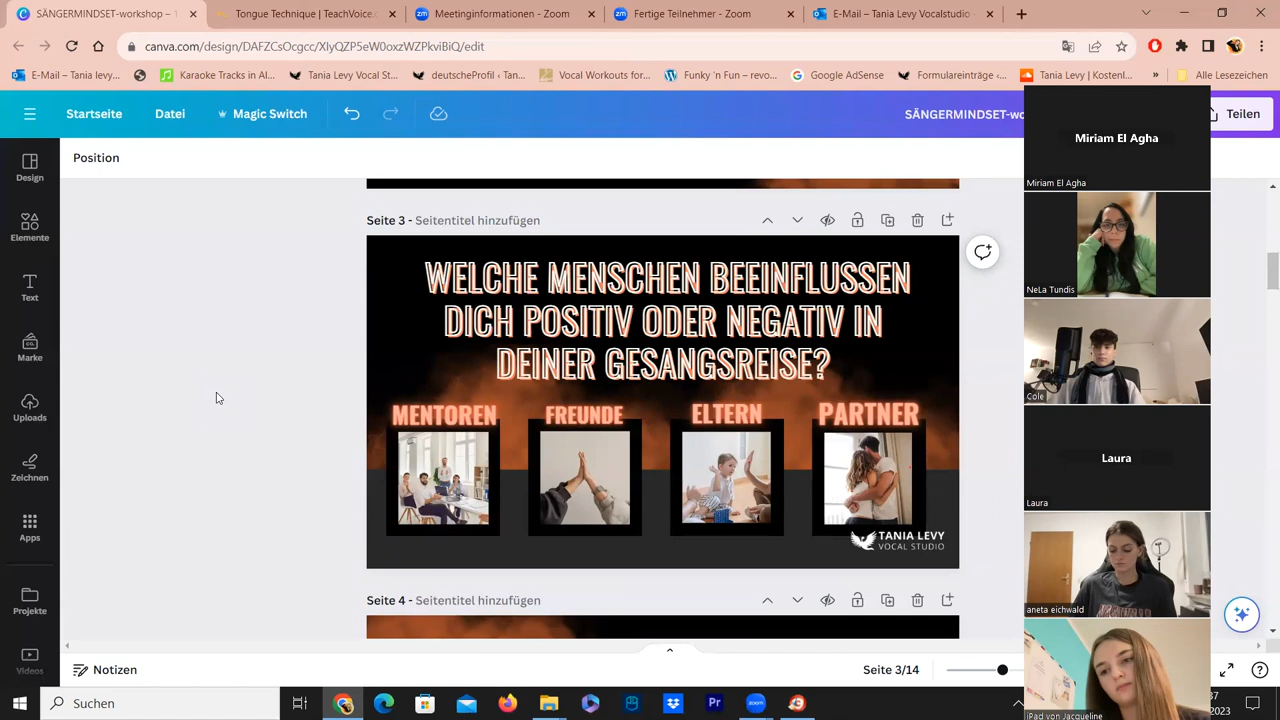 SÄNGERMINDSET-workshop –
Tongue Technique | TeachVoice.
Meetinginformationen - Zoom
Fertige Teilnehmer - Zoom
E-Mail – Tania Levy Vocalstudio -
canva.com/design/DAFZCsOcgcc/XlyQZP5eW0oxzWZPkviBiQ/edit
E-Mail – Tania levy...
Karaoke Tracks in Al...
Tania Levy Vocal St...
deutscheProfil ‹ Tan...
Vocal Workouts for...
Funky 'n Fun – revo...
Google AdSense
Formulareinträge ‹...
Tania Levy | Kostenl...
»
Alle Lesezeichen
Startseite
Datei
Magic Switch
SÄNGERMINDSET-wo
Teilen
Position
Design
Elemente
Text
Marke
Uploads
Zeichnen
Apps
Projekte
Videos
Seite 3 - Seitentitel hinzufügen
WELCHE MENSCHEN BEEINFLUSSEN
DICH POSITIV ODER NEGATIV IN
DEINER GESANGSREISE?
MENTOREN
FREUNDE
ELTERN
PARTNER
TANIA LEVY
VOCAL STUDIO
Seite 4 - Seitentitel hinzufügen
Notizen
Seite 3/14
Miriam El Agha
Miriam El Agha
NeLa Tundis
Cole
Laura
Laura
aneta eichwald
iPad von Jacqueline
Suchen
37
2023